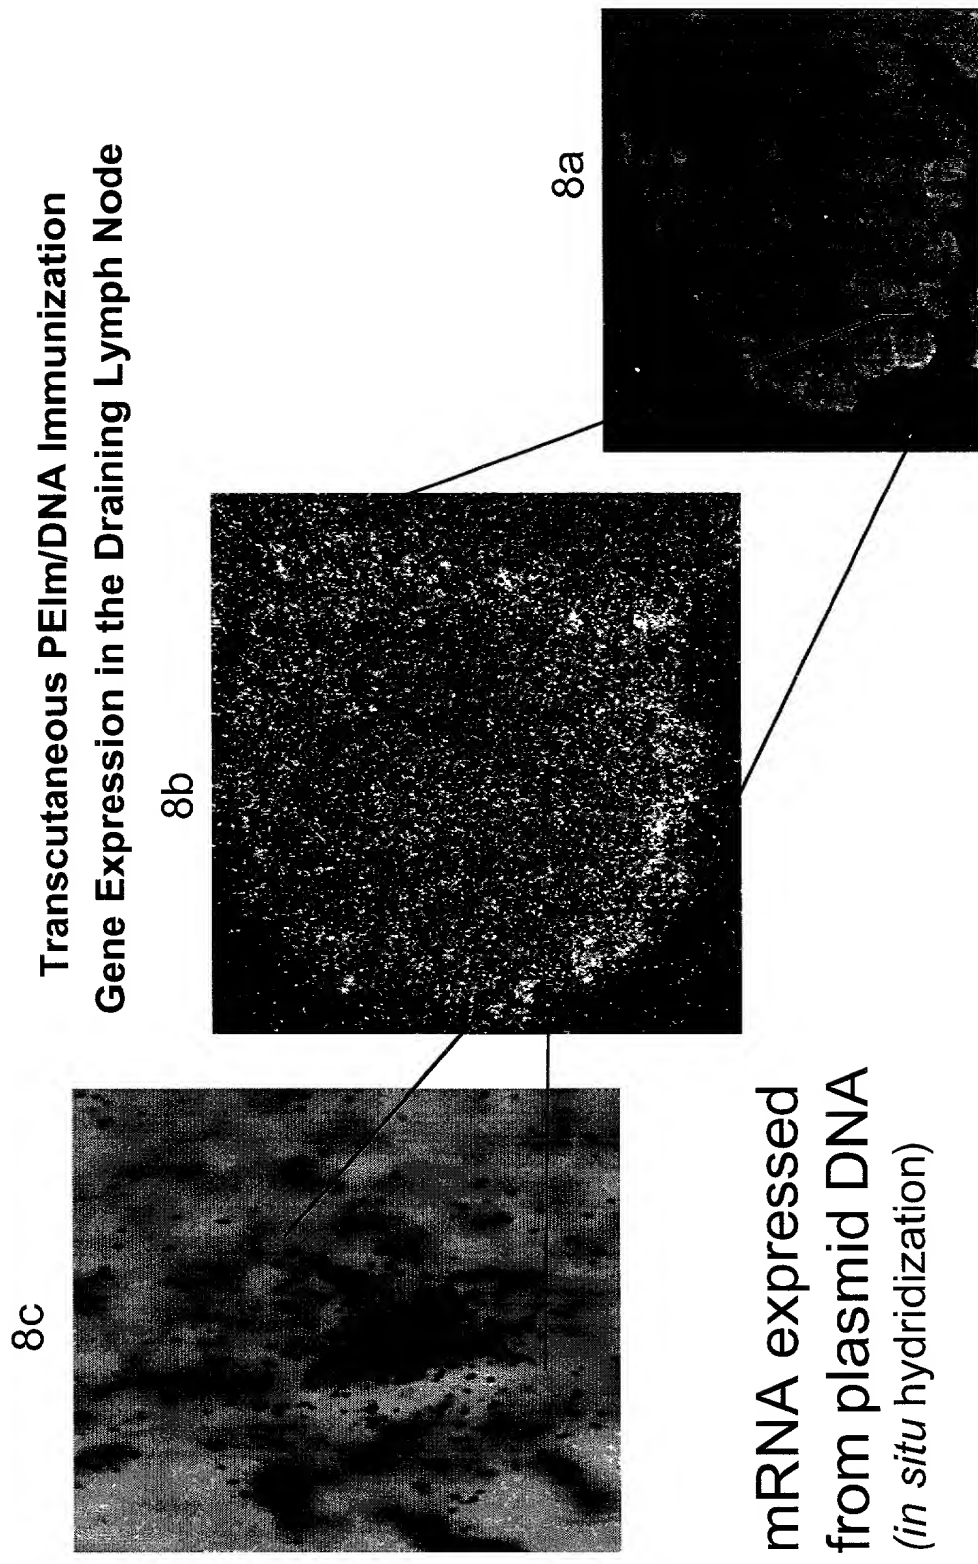 Transcutaneous PEIm/DNA Immunization
Gene Expression in the Draining Lymph Node
8c
8b
8a
mRNA expressed
from plasmid DNA
(in situ hydridization)